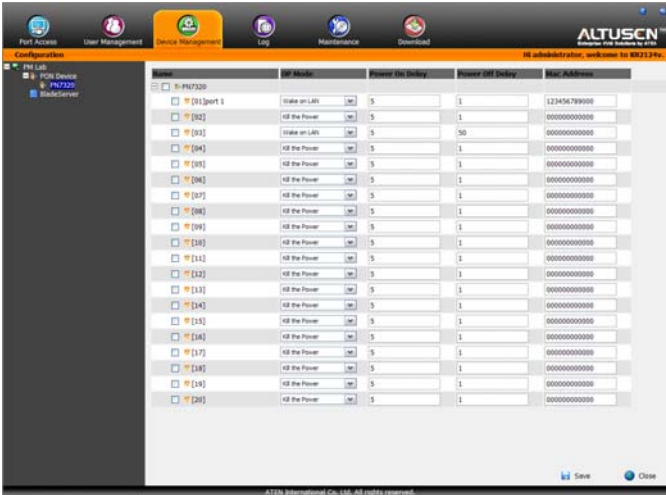 ALTUSCN™
Enterprise KVM Solutions by ATEN
Port Access User Management Device Management Log Maintenance Download
Configuration Hi administrator, welcome to KN2124v.
PM Lab
PON Device
PN7320
BladeServer
Name OP Mode Power On Delay Power Off Delay Mac Address
PN7320
[01]port 1 Wake on LAN 5 1 123456789000
[02] Kill the Power 5 1 000000000000
[03] Wake on LAN 5 50 000000000000
[04] Kill the Power 5 1 000000000000
[05] Kill the Power 5 1 000000000000
[06] Kill the Power 5 1 000000000000
[07] Kill the Power 5 1 000000000000
[08] Kill the Power 5 1 000000000000
[09] Kill the Power 5 1 000000000000
[10] Kill the Power 5 1 000000000000
[11] Kill the Power 5 1 000000000000
[12] Kill the Power 5 1 000000000000
[13] Kill the Power 5 1 000000000000
[14] Kill the Power 5 1 000000000000
[15] Kill the Power 5 1 000000000000
[16] Kill the Power 5 1 000000000000
[17] Kill the Power 5 1 000000000000
[18] Kill the Power 5 1 000000000000
[19] Kill the Power 5 1 000000000000
[20] Kill the Power 5 1 000000000000
Save Close
ATEN International Co. Ltd. All rights reserved.